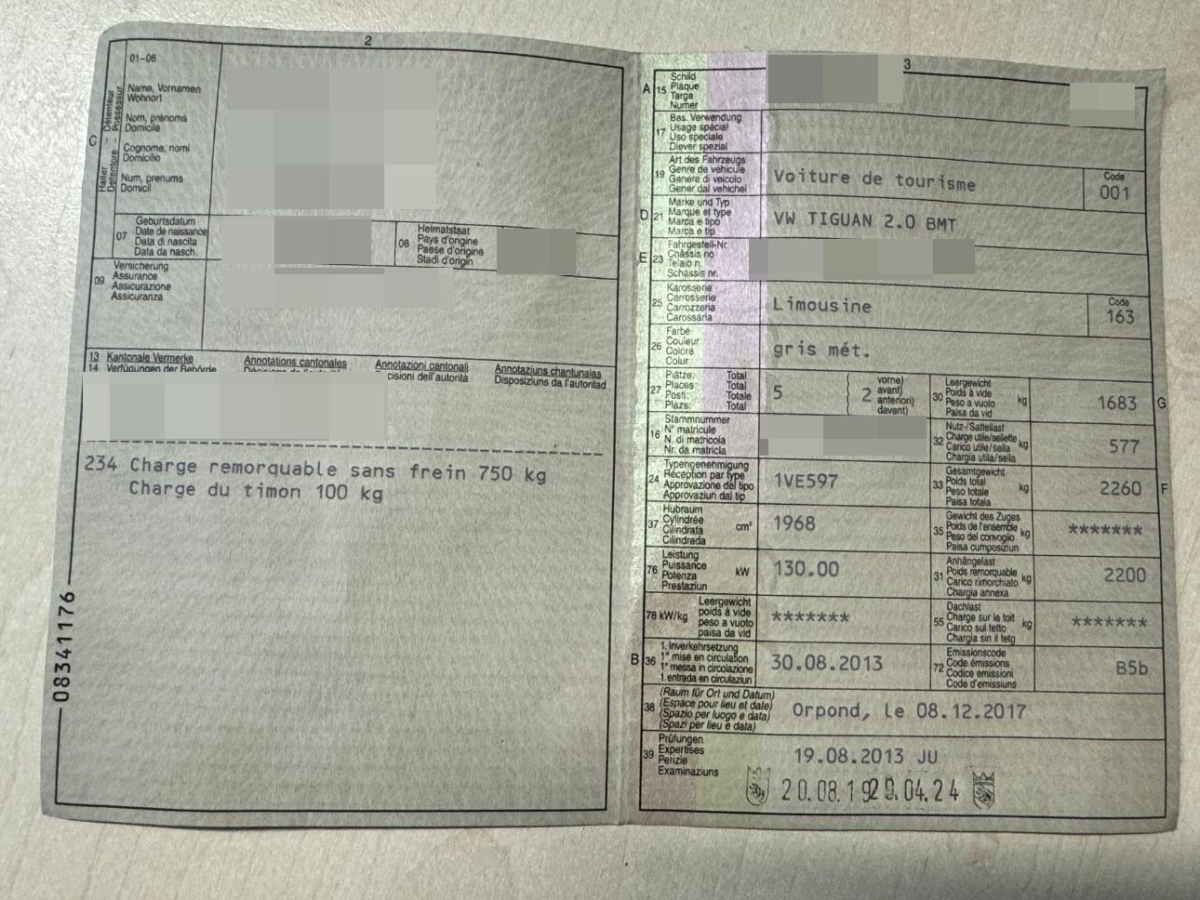 2
01-06
C
Halter Détenteur
Detentore - Possessur
Name, Vornamen
Wohnort
Nom, prénoms
Domicile
Cognome, nomi
Domicilio
Num, prenums
Domicil
07
Geburtsdatum
Date de naissance
Data di nascita
Data da nasch.
08
Heimatstaat
Pays d'origine
Paese d'origine
Stadi d'origin
09
Versicherung
Assurance
Assicurazione
Assicuranza
13 Kantonale Vermerke Annotations cantonales Annotazioni cantonali Annotaziuns chantunalas
14 Verfügungen der Behörde cisioni dell'autorità Disposiziuns da l'autoritad
234 Charge remorquable sans frein 750 kg
Charge du timon 100 kg
08341176
3
A 15
Schild
Plaque
Targa
Numer
17
Bes. Verwendung
Usage spécial
Uso speciale
Diever spezial
19
Art des Fahrzeugs
Genre de véhicule
Genere di veicolo
Gener dal vehichel
Voiture de tourisme
Code
001
D 21
Marke und Typ
Marque et type
Marca e tipo
Marca e tip
VW TIGUAN 2.0 BMT
E 23
Fahrgestell-Nr.
Châssis no
Telaio n.
Schassis nr.
25
Karosserie
Carrosserie
Carrozzeria
Carossaria
Limousine
Code
163
26
Farbe
Couleur
Colore
Colur
gris mét.
27
Plätze: Total
Places: Total
Posti: Totale
Plazs: Total
5
2
vorne)
avant)
anteriori)
davant)
30
Leergewicht
Poids à vide
Peso a vuoto
Paisa da vid
kg
1683
G
18
Stammnummer
N° matricule
N. di matricola
Nr. da matricla
32
Nutz-/Sattellast
Charge utile/sellette
Carico utile/sella
Chargia utila/sella
kg
577
24
Typengenehmigung
Réception par type
Approvazione del tipo
Approvaziun dal tip
1VE597
33
Gesamtgewicht
Poids total
Peso totale
Paisa totala
kg
2260
F
37
Hubraum
Cylindrée
Cilindrata
Cilindrada
cm³
1968
35
Gewicht des Zuges
Poids de l'ensemble
Peso del convoglio
Paisa cumposiziun
kg
*******
76
Leistung
Puissance
Potenza
Prestaziun
kW
130.00
31
Anhängelast
Poids remorquable
Carico rimorchiato
Chargia annexa
kg
2200
78 kW/kg
Leergewicht
poids à vide
peso a vuoto
paisa da vid
*******
55
Dachlast
Charge sur le toit
Carico sul tetto
Chargia sin il tetg
kg
*******
B 36
1. Inverkehrsetzung
1re mise en circulation
1a messa in circolazione
1. entrada en circulaziun
30.08.2013
72
Emissionscode
Code émissions
Codice emissioni
Code d'emissiuns
B5b
38
(Raum für Ort und Datum)
(Espace pour lieu et date)
(Spazio per luogo e data)
(Spazi per lieu e data)
Orpond, le 08.12.2017
39
Prüfungen
Expertises
Perizie
Examinaziuns
19.08.2013 JU
20.08.19 29.04.24